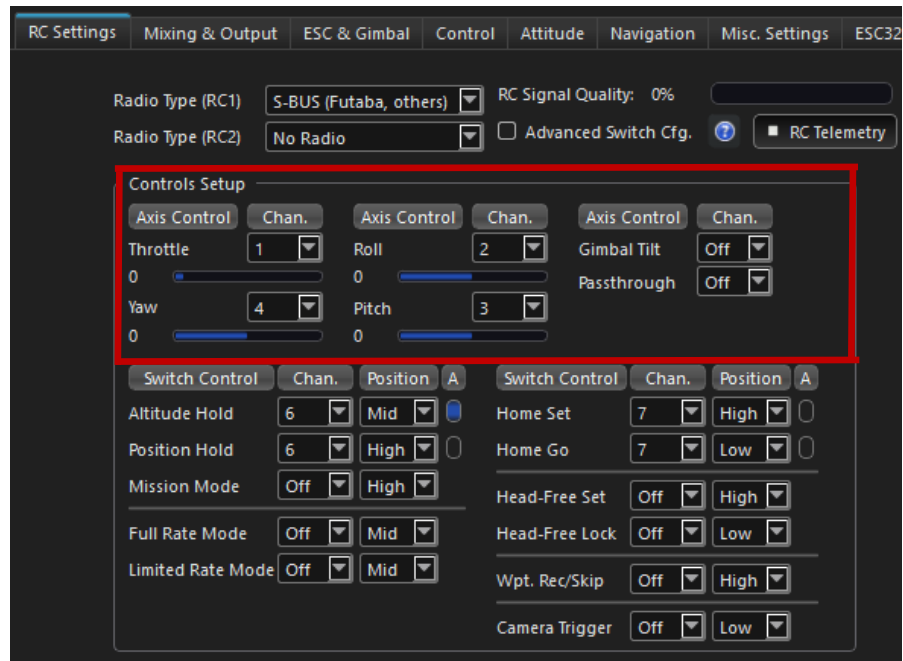 RC Settings Mixing & Output ESC & Gimbal Control Attitude Navigation Misc. Settings ESC32
Radio Type (RC1) S-BUS (Futaba, others) RC Signal Quality: 0%
Radio Type (RC2) No Radio Advanced Switch Cfg. ? RC Telemetry
Controls Setup
Axis Control Chan. Axis Control Chan. Axis Control Chan.
Throttle 1 Roll 2 Gimbal Tilt Off
0 0 Passthrough Off
Yaw 4 Pitch 3
0 0
Switch Control Chan. Position A Switch Control Chan. Position A
Altitude Hold 6 Mid Home Set 7 High
Position Hold 6 High Home Go 7 Low
Mission Mode Off High Head-Free Set Off High
Full Rate Mode Off Mid Head-Free Lock Off Low
Limited Rate Mode Off Mid Wpt. Rec/Skip Off High
Camera Trigger Off Low